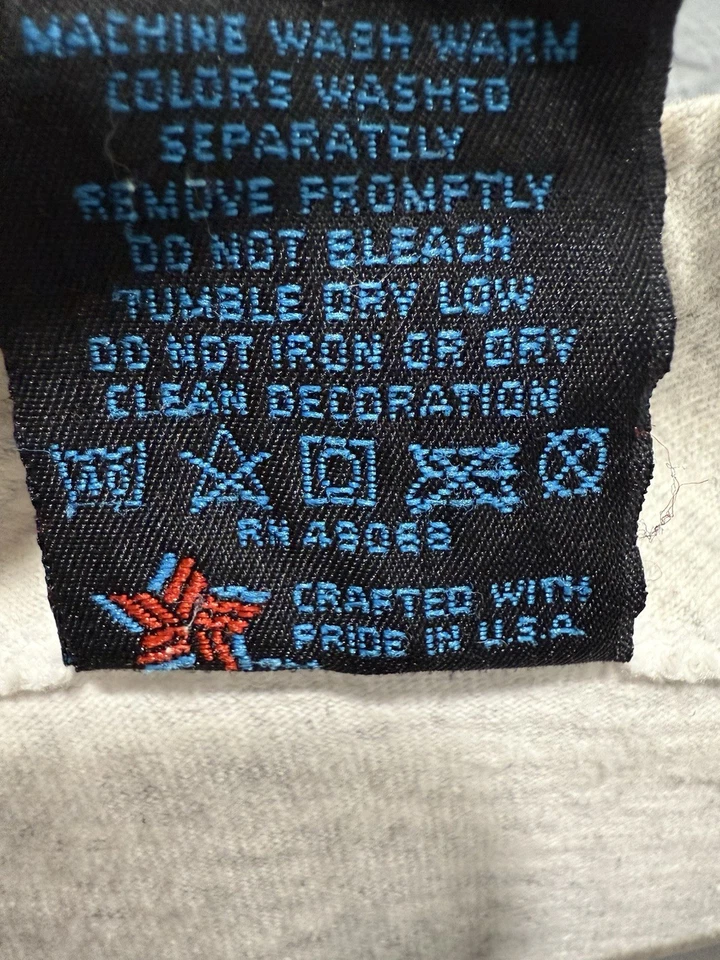 MACHINE WASH WARM
COLORS WASHED
SEPARATELY
REMOVE PROMPTLY
DO NOT BLEACH
TUMBLE DRY LOW
DO NOT IRON OR DRY
CLEAN DECORATION
RN 48068
CRAFTED WITH
PRIDE IN U.S.A